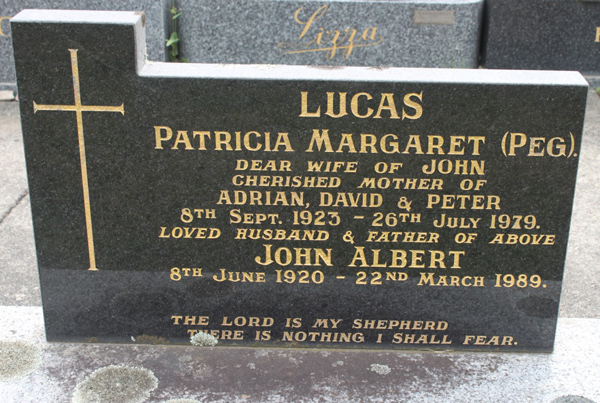 Lozza
LUCAS
PATRICIA MARGARET (PEG).
DEAR WIFE OF JOHN
CHERISHED MOTHER OF
ADRIAN, DAVID & PETER
8TH SEPT. 1923 - 26TH JULY 1979.
LOVED HUSBAND & FATHER OF ABOVE
JOHN ALBERT
8TH JUNE 1920 - 22ND MARCH 1989.
THE LORD IS MY SHEPHERD
THERE IS NOTHING I SHALL FEAR.